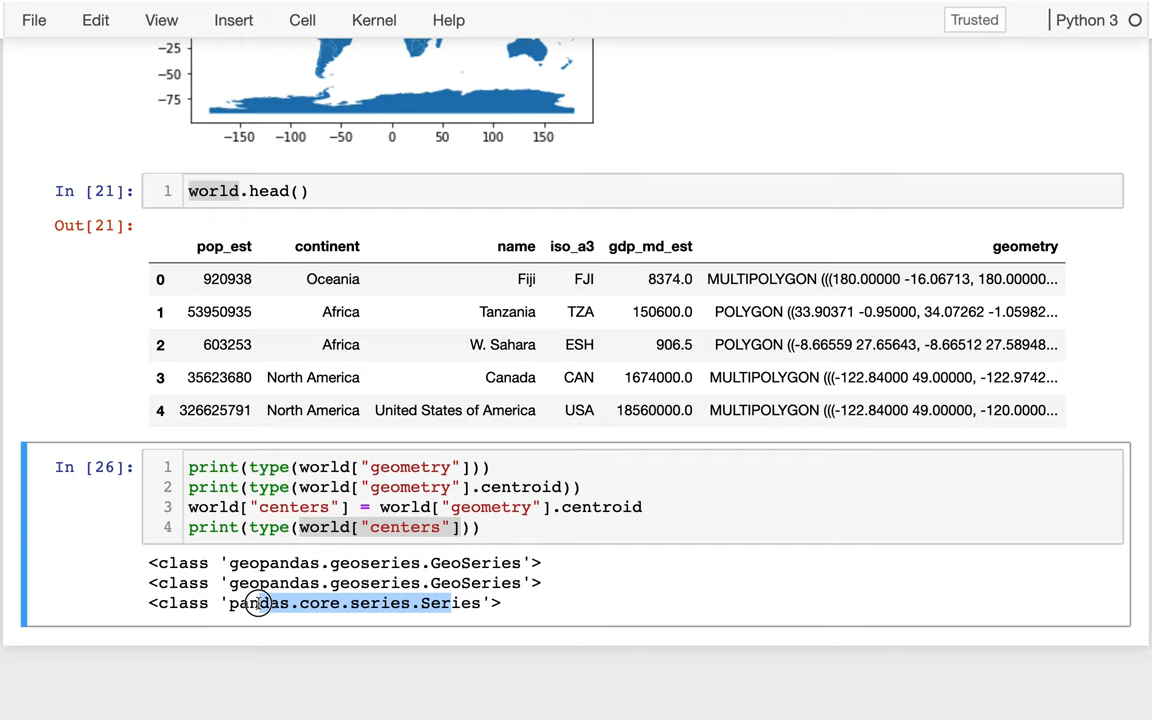 File Edit View Insert Cell Kernel Help Trusted Python 3
−25
−50
−75
−150 −100 −50 0 50 100 150
In [21]: 1 world.head()
Out[21]:
pop_est continent name iso_a3 gdp_md_est geometry
0 920938 Oceania Fiji FJI 8374.0 MULTIPOLYGON (((180.00000 -16.06713, 180.00000...
1 53950935 Africa Tanzania TZA 150600.0 POLYGON ((33.90371 -0.95000, 34.07262 -1.05982...
2 603253 Africa W. Sahara ESH 906.5 POLYGON ((-8.66559 27.65643, -8.66512 27.58948...
3 35623680 North America Canada CAN 1674000.0 MULTIPOLYGON (((-122.84000 49.00000, -122.9742...
4 326625791 North America United States of America USA 18560000.0 MULTIPOLYGON (((-122.84000 49.00000, -120.0000...
In [26]: 1 print(type(world["geometry"]))
2 print(type(world["geometry"].centroid))
3 world["centers"] = world["geometry"].centroid
4 print(type(world["centers"]))
<class 'geopandas.geoseries.GeoSeries'>
<class 'geopandas.geoseries.GeoSeries'>
<class 'pandas.core.series.Series'>